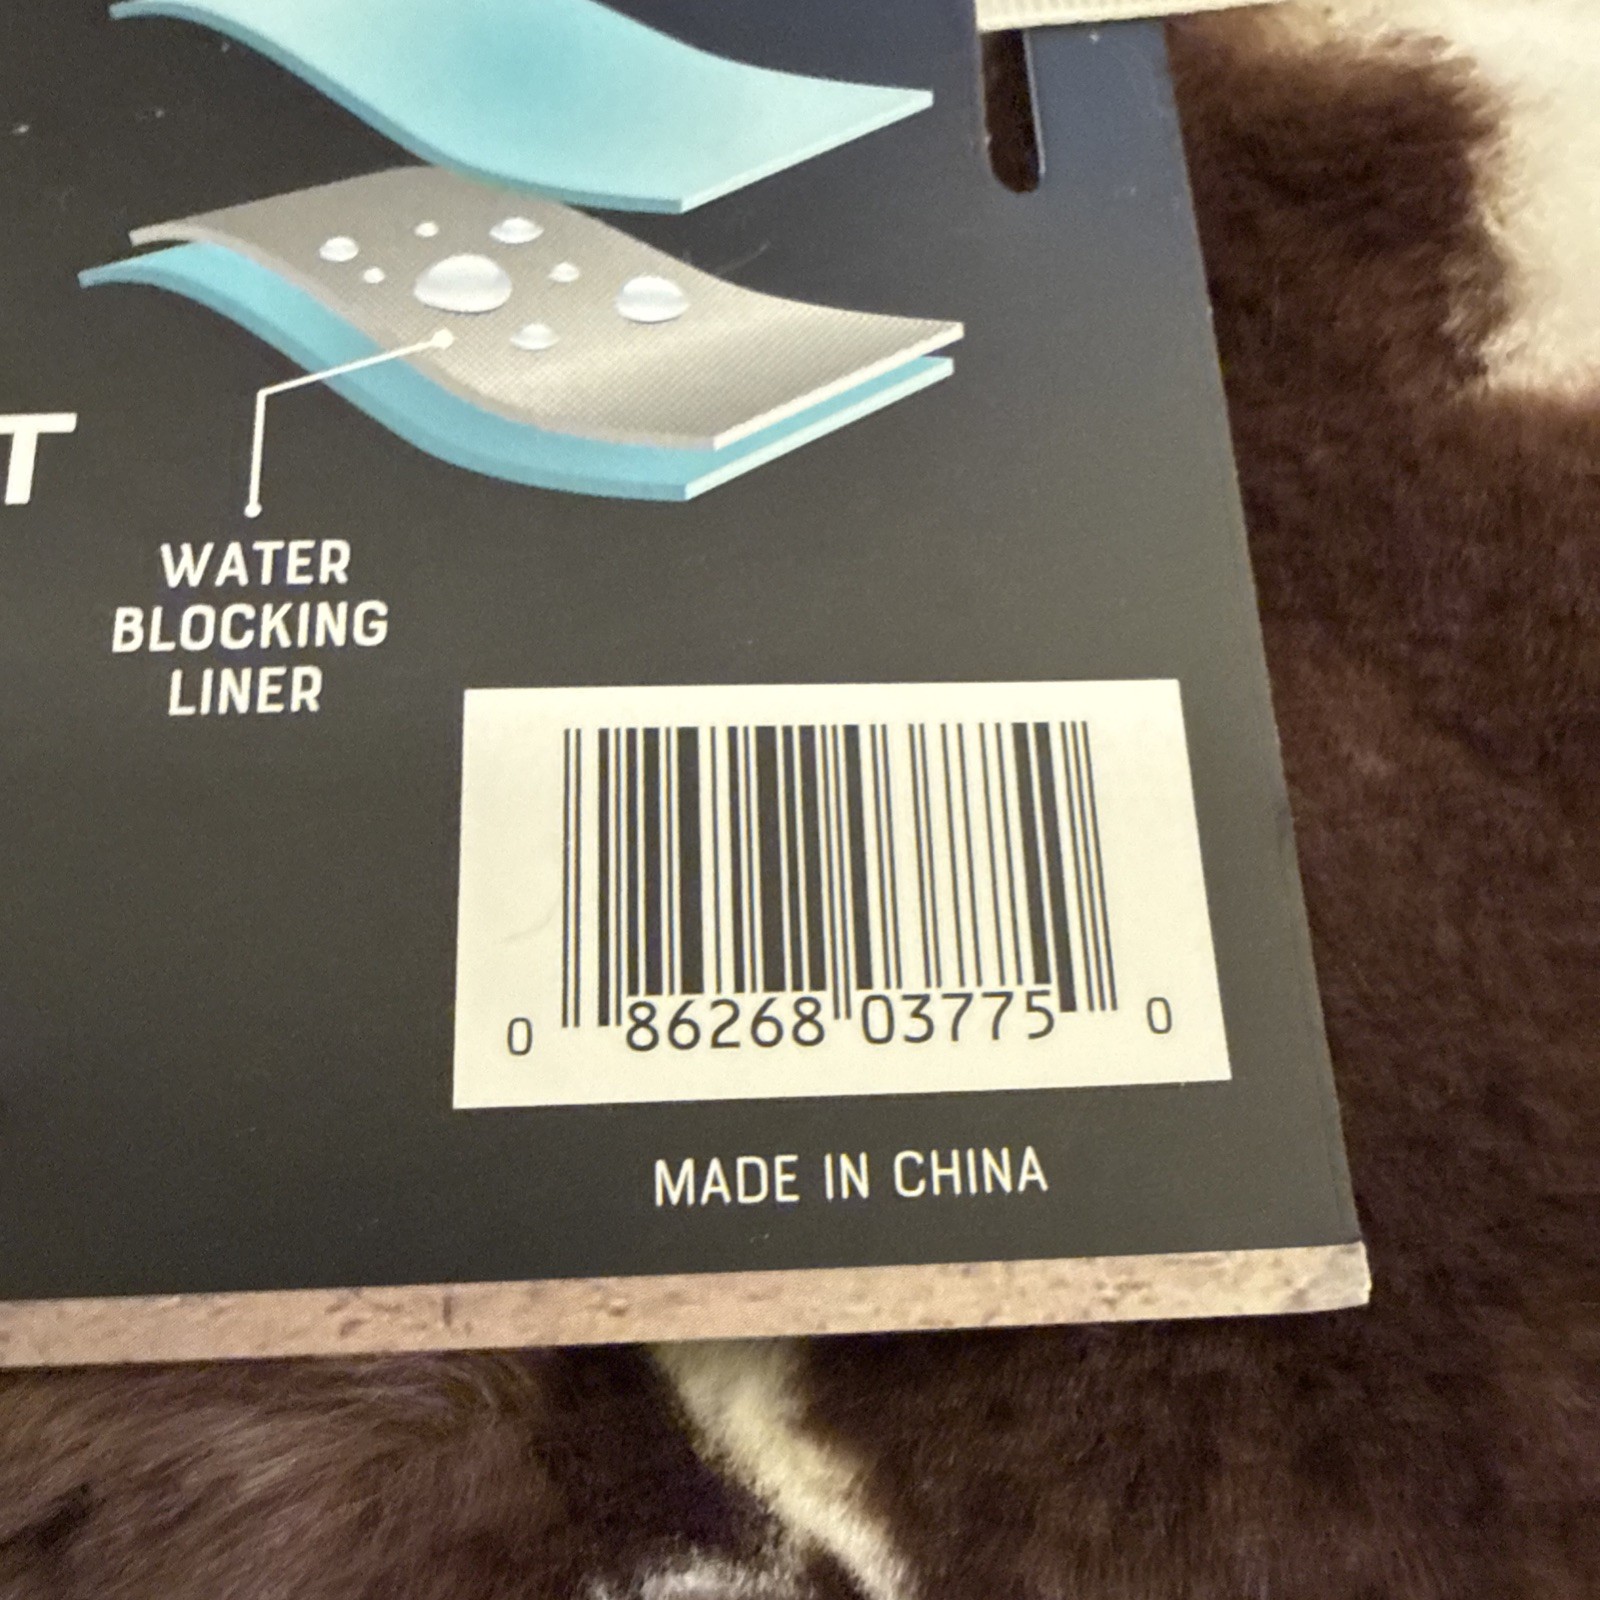 T
WATER
BLOCKING
LINER
0 86268 03775 0
MADE IN CHINA